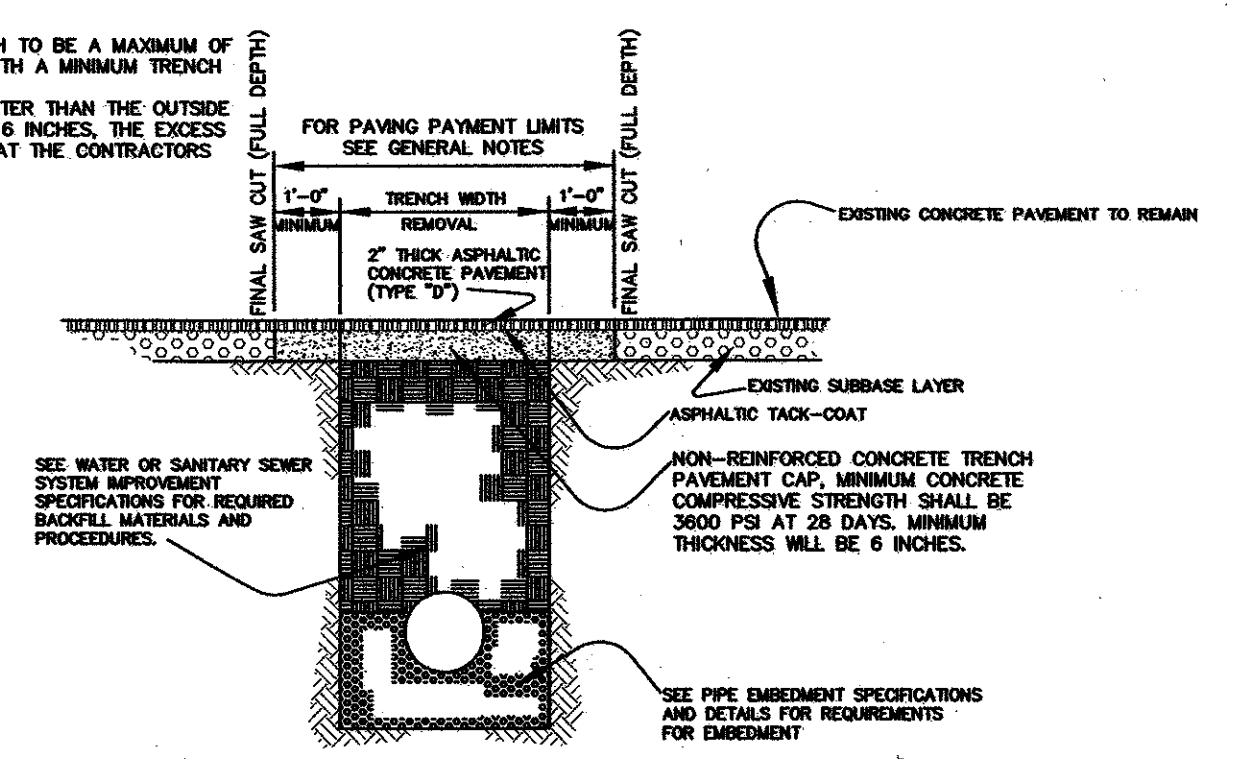 H TO BE A MAXIMUM OF
TH A MINIMUM TRENCH
TER THAN THE OUTSIDE
6 INCHES, THE EXCESS
AT THE CONTRACTORS
FINAL SAW CUT (FULL DEPTH)
FOR PAVING PAYMENT LIMITS
SEE GENERAL NOTES
FINAL SAW CUT (FULL DEPTH)
1'-0"
MINIMUM
TRENCH WIDTH
REMOVAL
1'-0"
MINIMUM
2" THICK ASPHALTIC
CONCRETE PAVEMENT
(TYPE "D")
EXISTING CONCRETE PAVEMENT TO REMAIN
EXISTING SUBBASE LAYER
ASPHALTIC TACK-COAT
NON-REINFORCED CONCRETE TRENCH
PAVEMENT CAP, MINIMUM CONCRETE
COMPRESSIVE STRENGTH SHALL BE
3600 PSI AT 28 DAYS. MINIMUM
THICKNESS WILL BE 6 INCHES.
SEE WATER OR SANITARY SEWER
SYSTEM IMPROVEMENT
SPECIFICATIONS FOR REQUIRED
BACKFILL MATERIALS AND
PROCEEDURES.
SEE PIPE EMBEDMENT SPECIFICATIONS
AND DETAILS FOR REQUIREMENTS
FOR EMBEDMENT